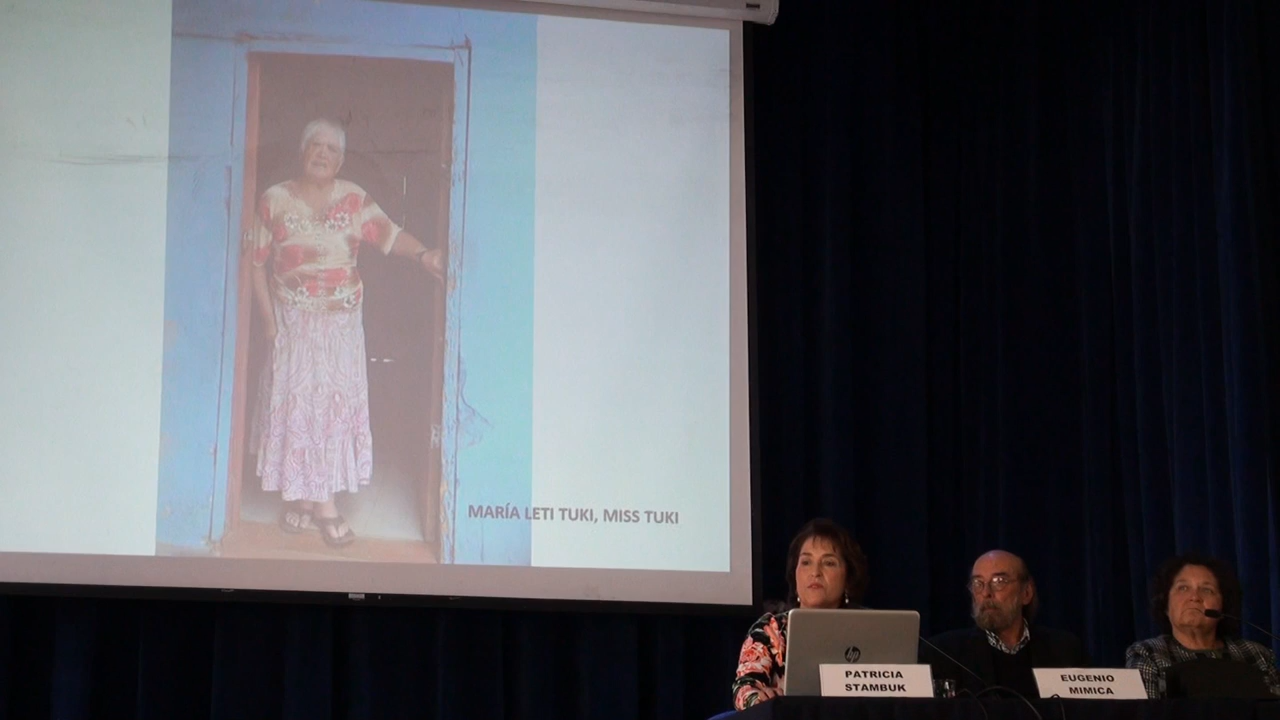 MARÍA LETI TUKI, MISS TUKI
hp
PATRICIA
STAMBUK
EUGENIO
MIMICA